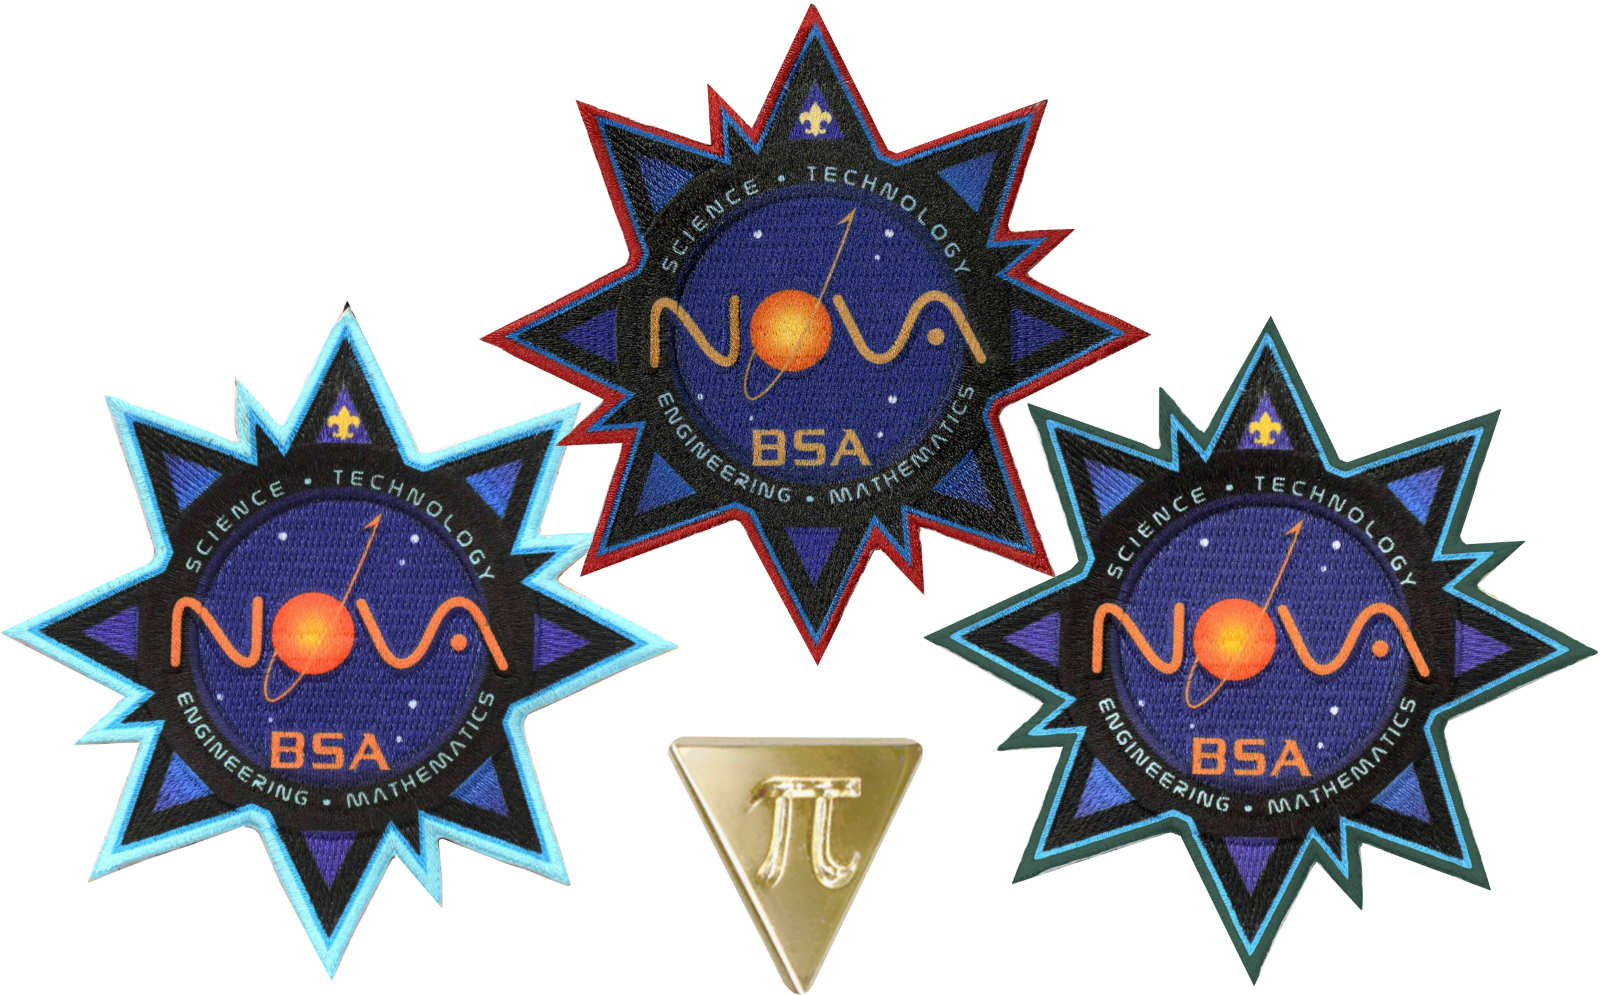 SCIENCE • TECHNOLOGY
NOVA
BSA
ENGINEERING • MATHEMATICS
SCIENCE • TECHNOLOGY
NOVA
BSA
ENGINEERING • MATHEMATICS
SCIENCE • TECHNOLOGY
NOVA
BSA
ENGINEERING • MATHEMATICS
π